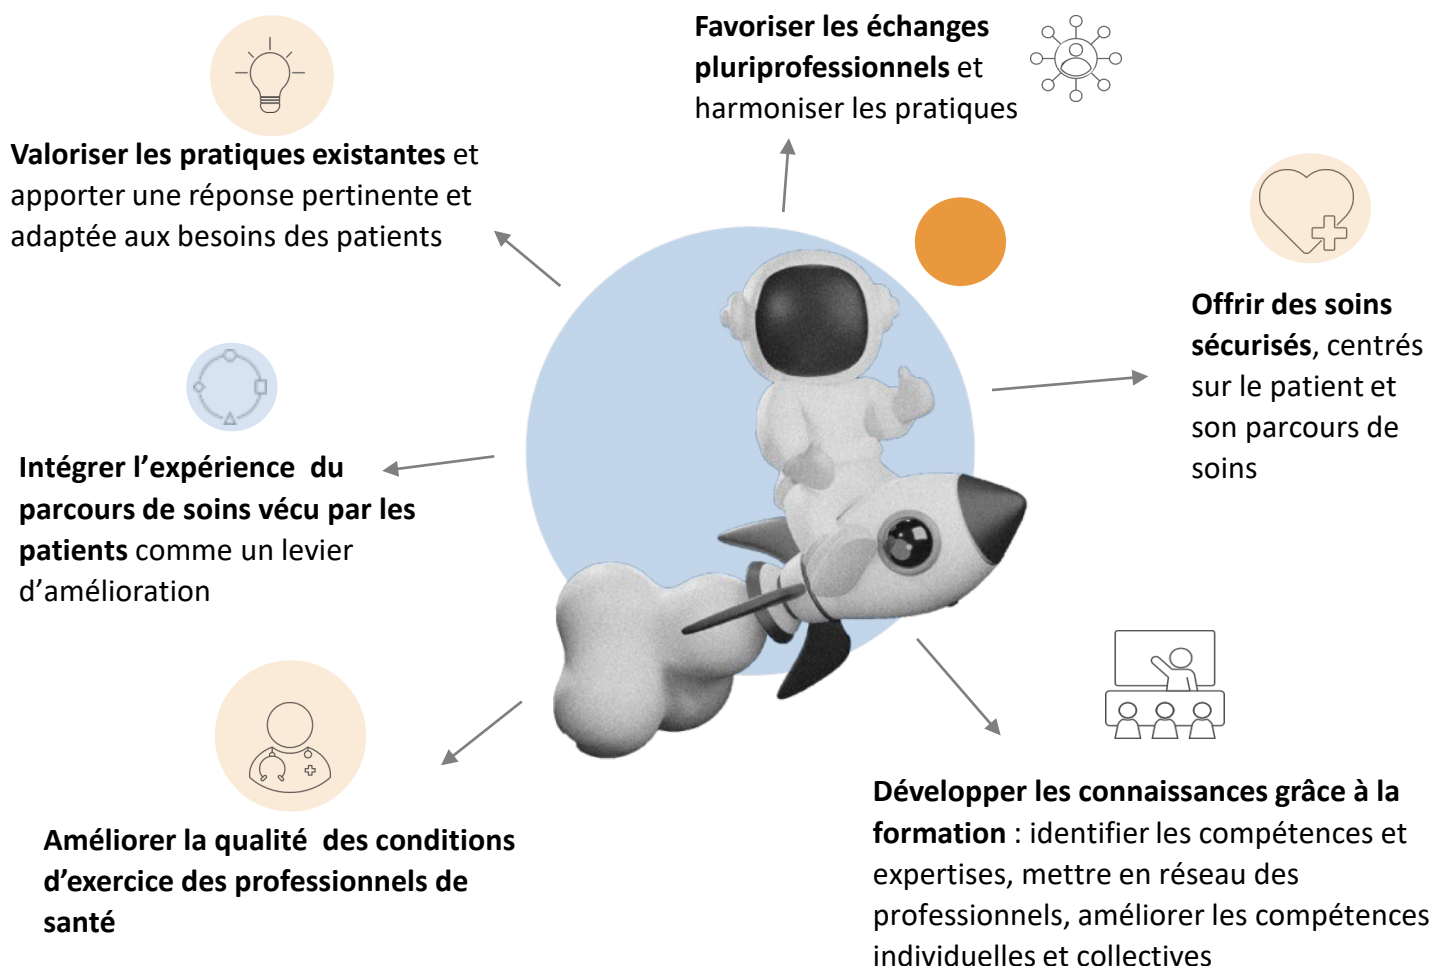 Favoriser les échanges
pluriprofessionnels et
harmoniser les pratiques
Valoriser les pratiques existantes et
apporter une réponse pertinente et
adaptée aux besoins des patients
Offrir des soins
sécurisés, centrés
sur le patient et
son parcours de
soins
Intégrer l’expérience  du
parcours de soins vécu par les
patients comme un levier
d’amélioration
Développer les connaissances grâce à la
formation : identifier les compétences et
expertises, mettre en réseau des
professionnels, améliorer les compétences
individuelles et collectives
Améliorer la qualité  des conditions
d’exercice des professionnels de
santé